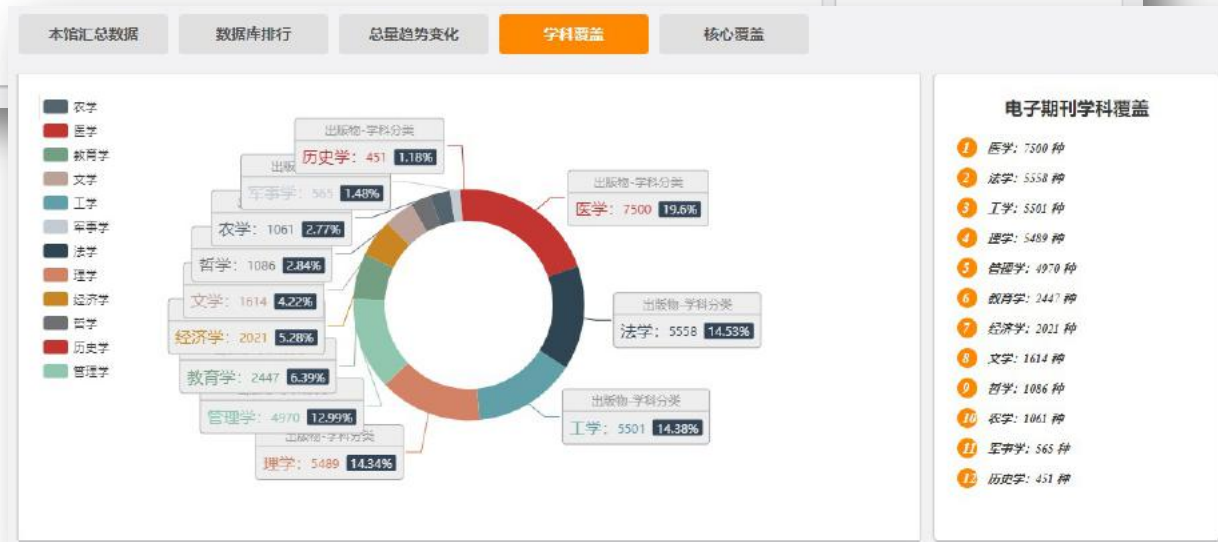 本馆汇总数据
数据库排行
总量趋势变化
学科覆盖
核心覆盖
农学
医学
教育学
文学
工学
军事学
法学
理学
经济学
哲学
历史学
管理学
出版物-学科分类
历史学: 451 1.18%
出版
军事学: 565 1.48%
农学: 1061 2.77%
哲学: 1086 2.84%
文学: 1614 4.22%
经济学: 2021 5.28%
教育学: 2447 6.39%
管理学: 4970 12.99%
出版物-学科分类
理学: 5489 14.34%
出版物-学科分类
医学: 7500 19.6%
出版物-学科分类
法学: 5558 14.53%
出版物-学科分类
工学: 5501 14.38%
电子期刊学科覆盖
1 医学: 7500 种
2 法学: 5558 种
3 工学: 5501 种
4 理学: 5489 种
5 管理学: 4970 种
6 教育学: 2447 种
7 经济学: 2021 种
8 文学: 1614 种
9 哲学: 1086 种
10 农学: 1061 种
11 军事学: 565 种
12 历史学: 451 种